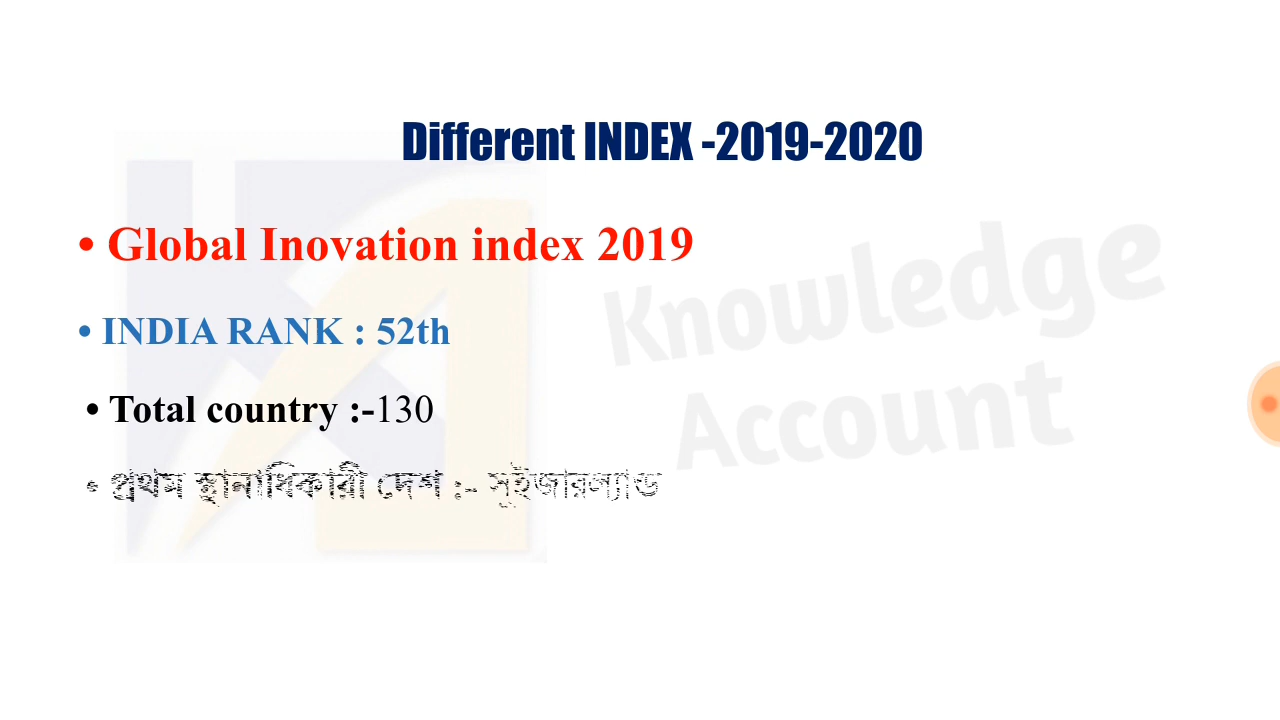 Different INDEX -2019-2020
• Global Inovation index 2019
• INDIA RANK : 52th
• Total country :-130
• প্রথম স্থানাধিকারী দেশ :- সুইজারল্যান্ড
Knowledge
Account